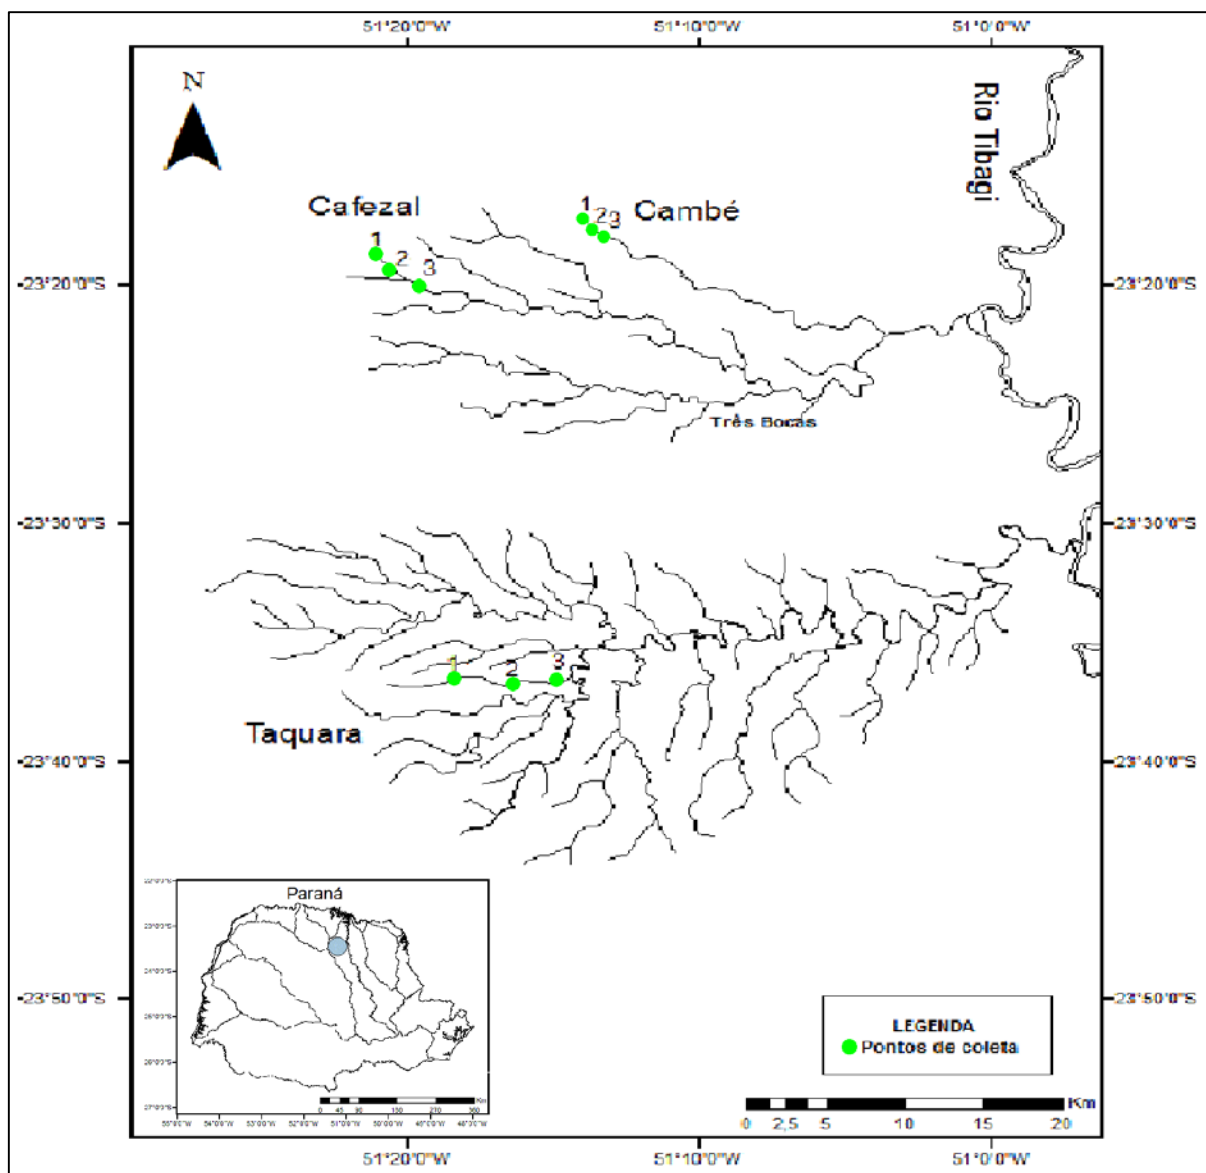 51°20'0"W 51°10'0"W 51°0'0"W
N
Rio Tibagi
Cafezal
1
2
3
Cambé
1
2
3
-23°20'0"S -23°20'0"S
Três Bocas
-23°30'0"S -23°30'0"S
1
2
3
Taquara
-23°40'0"S -23°40'0"S
Paraná
-23°50'0"S -23°50'0"S
LEGENDA
Pontos de coleta
Km
0 2,5 5 10 15 20
51°20'0"W 51°10'0"W 51°0'0"W